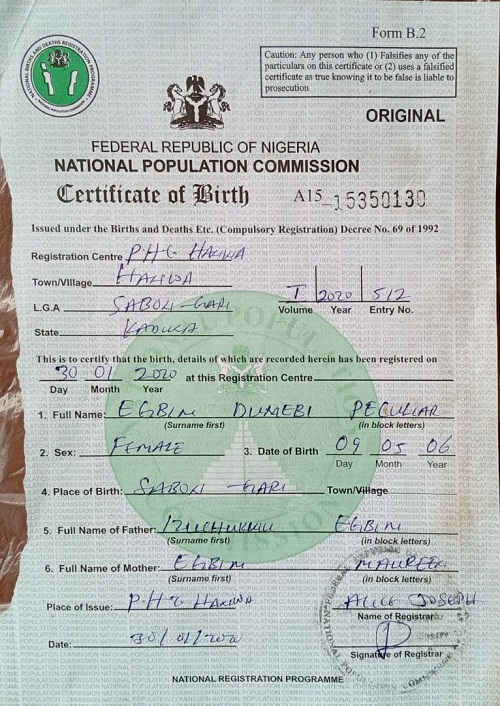 Form B.2
Caution: Any person who (1) Falsifies any of the
particulars on this certificate or (2) uses a falsified
certificate as true knowing it to be false is liable to
prosecution
ORIGINAL
FEDERAL REPUBLIC OF NIGERIA
NATIONAL POPULATION COMMISSION
Certificate of Birth A15 15350130
Issued under the Births and Deaths Etc. (Compulsory Registration) Decree No. 69 of 1992
Registration Centre PHC HAKIWA
Town/Village HAKIWA
L.G.A SABON-GARI
I 2020 512
Volume Year Entry No.
State KADUNA
This is to certify that the birth, details of which are recorded herein has been registered on
30 01 2020 at this Registration Centre
Day Month Year
1. Full Name: EGBIM DUMEBI PECULIAR
(Surname first) (in block letters)
2. Sex: FEMALE 3. Date of Birth 09 05 06
Day Month Year
4. Place of Birth: SABON-GARI Town/Village
5. Full Name of Father: EGBIM
(Surname first) (in block letters)
6. Full Name of Mother: EGBIM MAUREEN
(Surname first) (in block letters)
Place of Issue: PHC HAKIWA ALICE JOSEPH
Name of Registrar
Date: 30/01/2020
Signature of Registrar
NATIONAL REGISTRATION PROGRAMME